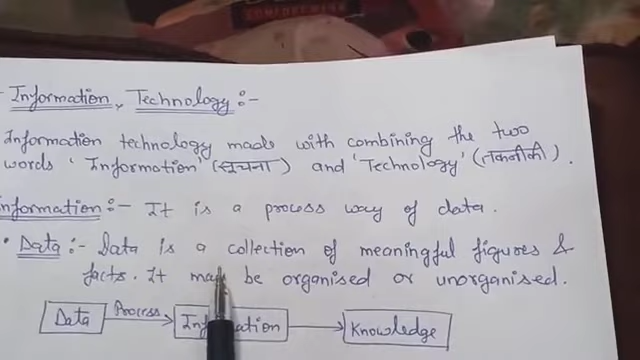 Information, Technology :-
Information technology made with combining the two
words 'Information' (सूचना) and 'Technology' (तकनीकी).
Information :- It is a process way of data.
• Data :- Data is a collection of meaningful figures &
facts. It may be organised or unorganised.
Data Process Information Knowledge